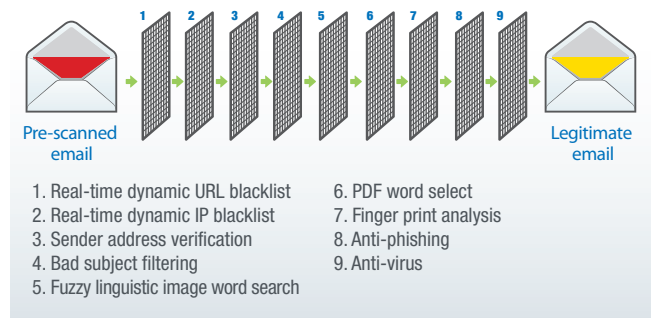 1 2 3 4 5 6 7 8 9
Pre-scanned
email
Legitimate
email
1. Real-time dynamic URL blacklist
2. Real-time dynamic IP blacklist
3. Sender address verification
4. Bad subject filtering
5. Fuzzy linguistic image word search
6. PDF word select
7. Finger print analysis
8. Anti-phishing
9. Anti-virus